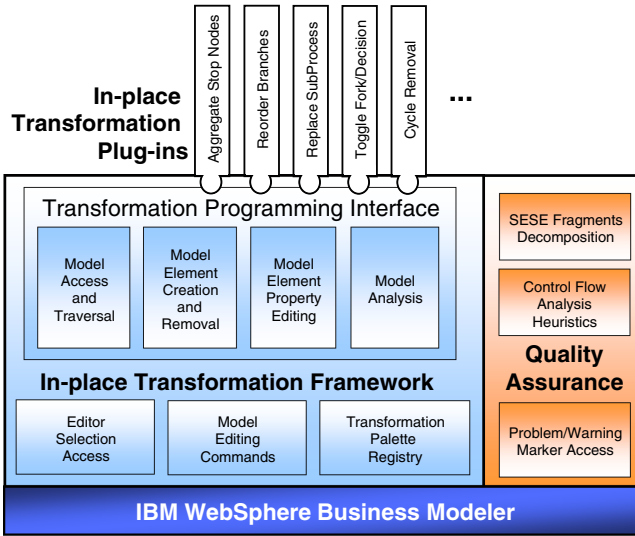 In-place
Transformation
Plug-ins
Aggregate Stop Nodes
Reorder Branches
Replace SubProcess
Toggle Fork/Decision
Cycle Removal
...
Transformation Programming Interface
Model
Access
and
Traversal
Model
Element
Creation
and
Removal
Model
Element
Property
Editing
Model
Analysis
In-place Transformation Framework
Editor
Selection
Access
Model
Editing
Commands
Transformation
Palette
Registry
SESE Fragments
Decomposition
Control Flow
Analysis
Heuristics
Quality
Assurance
Problem/Warning
Marker Access
IBM WebSphere Business Modeler